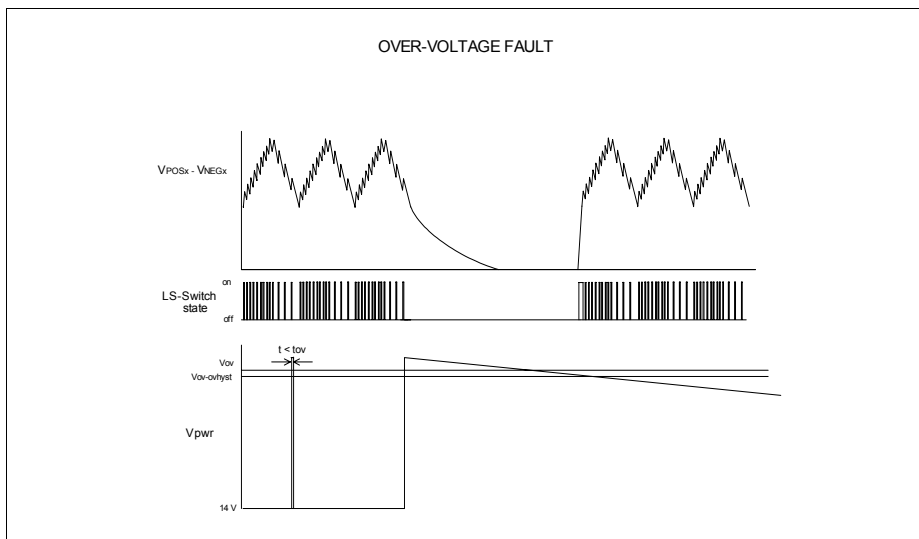 OVER-VOLTAGE FAULT
VPOSx - VNEGx
on
LS-Switch
state
off
t < tov
Vov
Vov-ovhyst
Vpwr
14 V